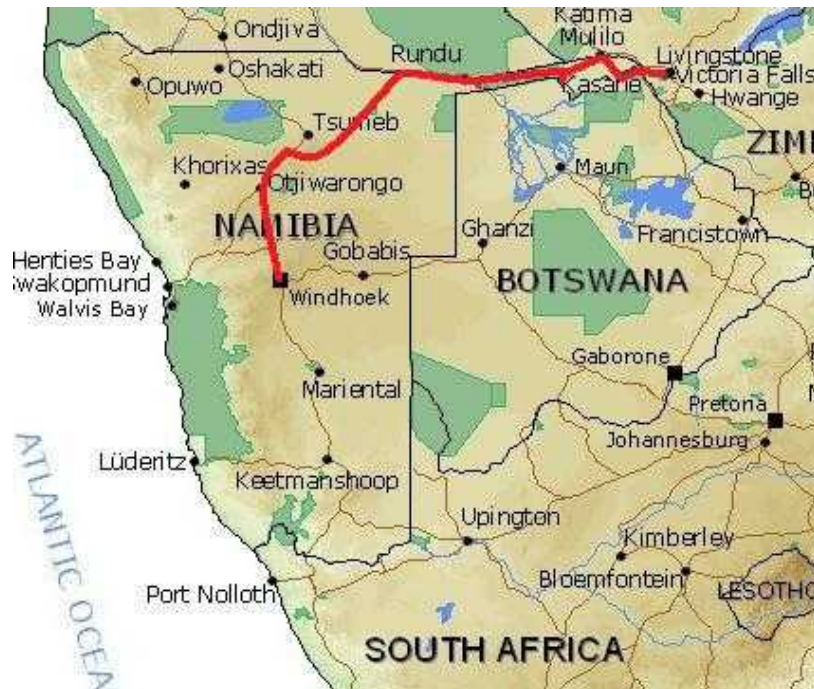 Ondjiva
Katima
Mulilo
Rundu
Livingstone
Oshakati
Victoria Falls
Opuwo
Hwange
Tsumeb
ZIM
Khorixas
Maun
Otjiwarongo
NAMIBIA
Ghanzi
Francistown
Gobabis
Henties Bay
Swakopmund
BOTSWANA
Windhoek
Walvis Bay
Gaborone
Mariental
Pretoria
Johannesburg
Lüderitz
Keetmanshoop
ATLANTIC OCEA
Upington
Kimberley
Port Nolloth
Bloemfontein
LESOTHO
SOUTH AFRICA